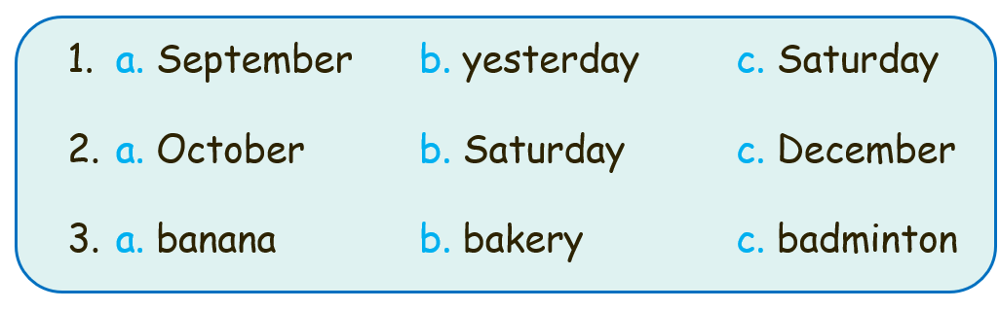 1. a. September b. yesterday c. Saturday
2. a. October b. Saturday c. December
3. a. banana b. bakery c. badminton